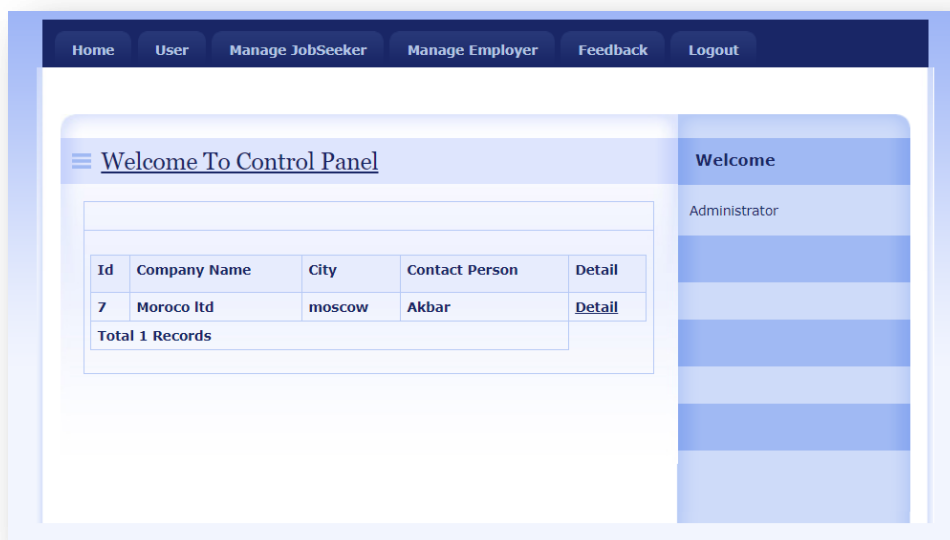 Home User Manage JobSeeker Manage Employer Feedback Logout
Welcome To Control Panel
Welcome
Administrator
Id Company Name City Contact Person Detail
7 Moroco ltd moscow Akbar Detail
Total 1 Records